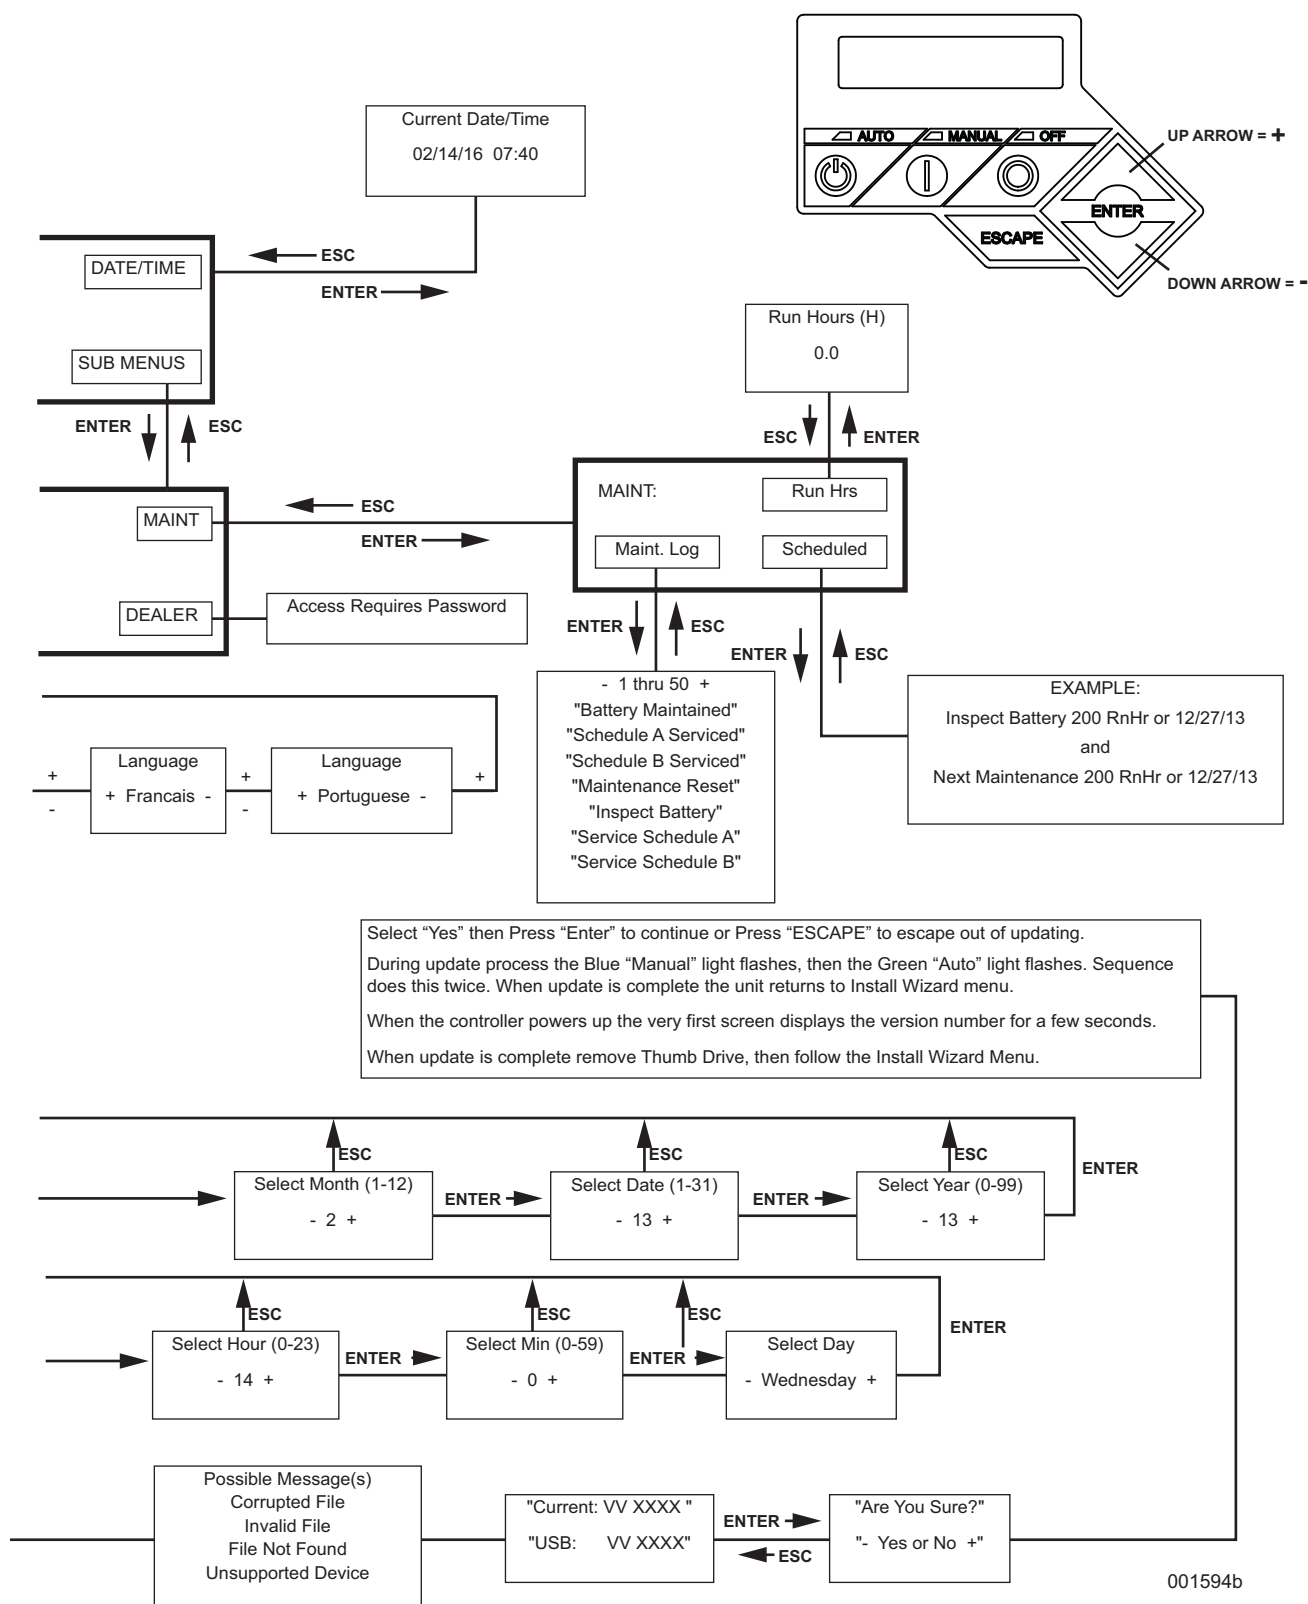 AUTO
MANUAL
OFF
UP ARROW = +
ENTER
ESCAPE
DOWN ARROW = -
Current Date/Time
02/14/16 07:40
DATE/TIME
ESC
ENTER
SUB MENUS
ENTER
ESC
Run Hours (H)
0.0
ESC
ENTER
MAINT
ESC
ENTER
MAINT:
Run Hrs
Maint. Log
Scheduled
DEALER
Access Requires Password
ENTER
ESC
ENTER
ESC
- 1 thru 50 +
"Battery Maintained"
"Schedule A Serviced"
"Schedule B Serviced"
"Maintenance Reset"
"Inspect Battery"
"Service Schedule A"
"Service Schedule B"
EXAMPLE:
Inspect Battery 200 RnHr or 12/27/13
and
Next Maintenance 200 RnHr or 12/27/13
+
-
Language
+ Francais -
+
-
Language
+ Portuguese -
+
Select “Yes” then Press “Enter” to continue or Press “ESCAPE” to escape out of updating.
During update process the Blue “Manual” light flashes, then the Green “Auto” light flashes. Sequence
does this twice. When update is complete the unit returns to Install Wizard menu.
When the controller powers up the very first screen displays the version number for a few seconds.
When update is complete remove Thumb Drive, then follow the Install Wizard Menu.
ESC
Select Month (1-12)
- 2 +
ENTER
ESC
Select Date (1-31)
- 13 +
ENTER
ESC
Select Year (0-99)
- 13 +
ENTER
ESC
Select Hour (0-23)
- 14 +
ENTER
ESC
Select Min (0-59)
- 0 +
ENTER
ESC
Select Day
- Wednesday +
ENTER
Possible Message(s)
Corrupted File
Invalid File
File Not Found
Unsupported Device
"Current: VV XXXX "
"USB: VV XXXX"
ENTER
ESC
"Are You Sure?"
"- Yes or No +"
001594b